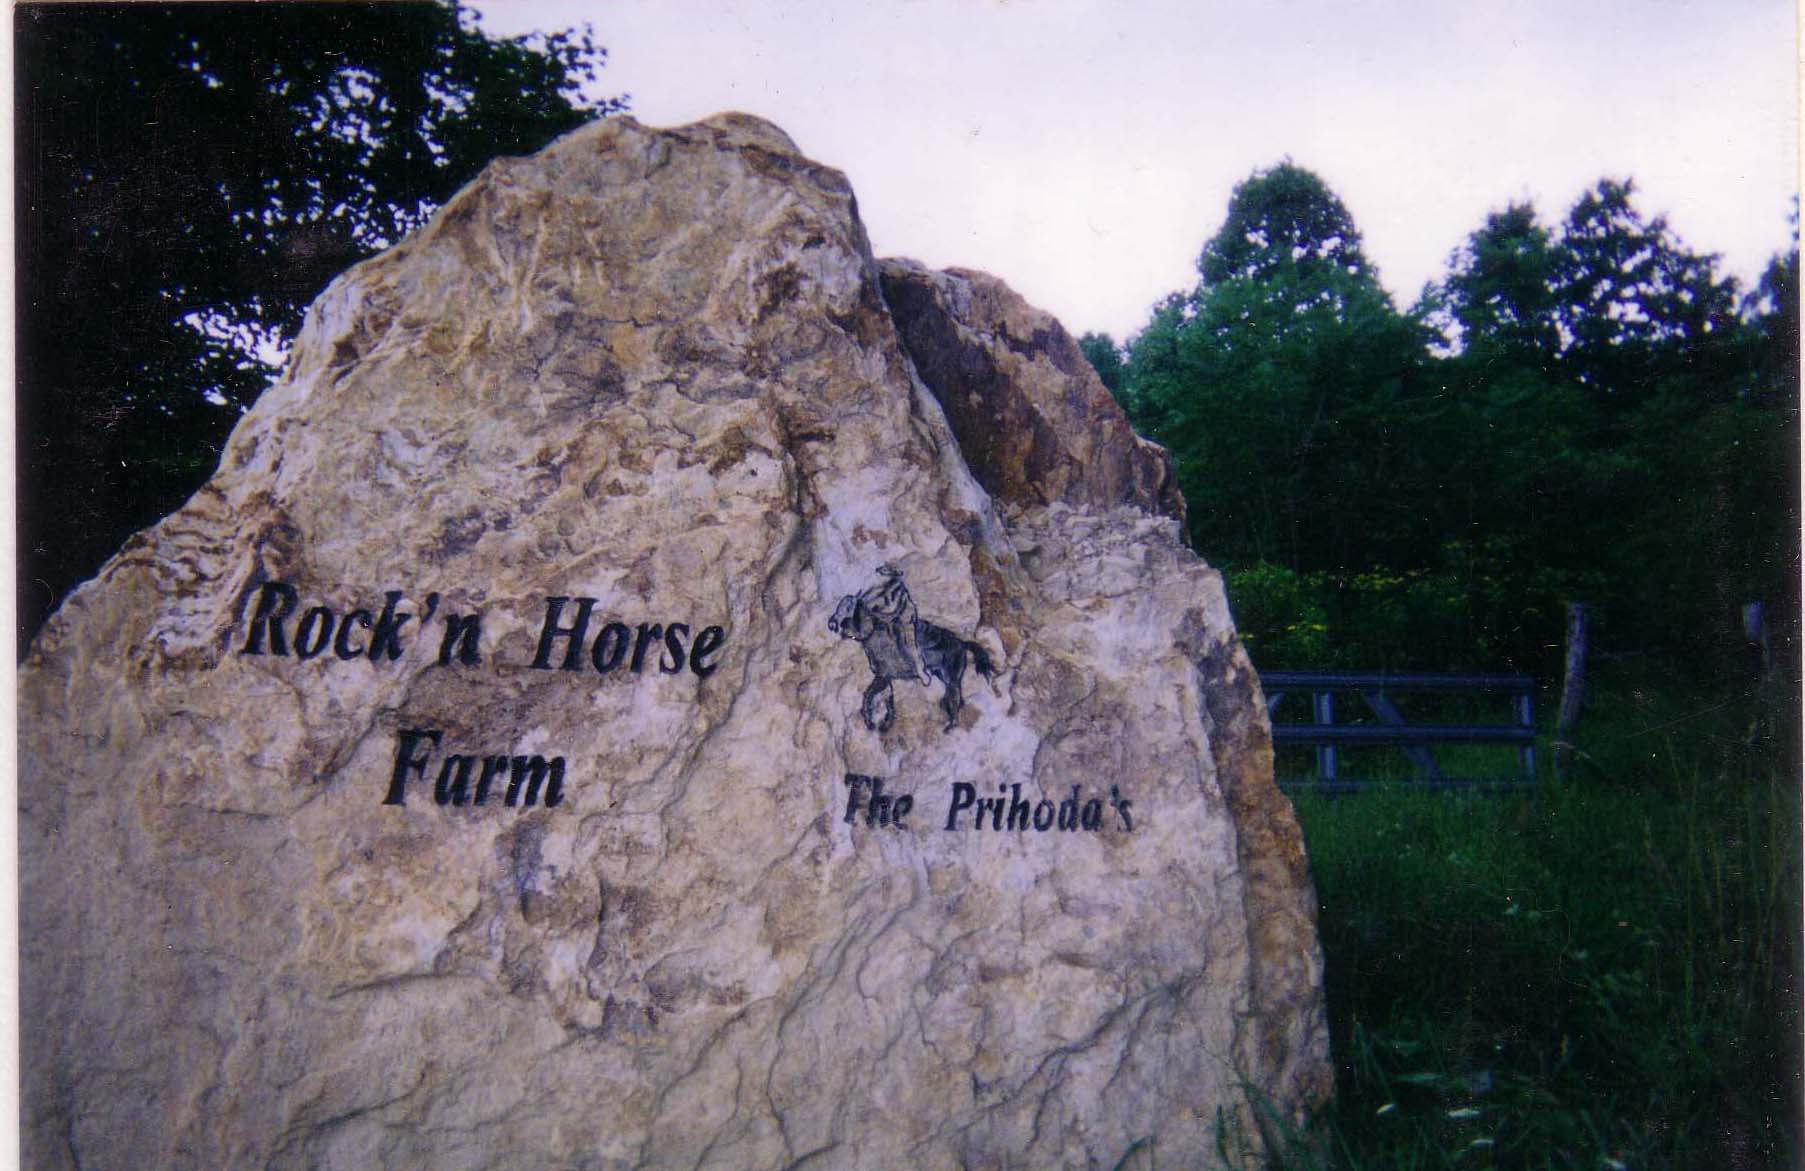 Rock'n Horse
Farm
The Prihoda's